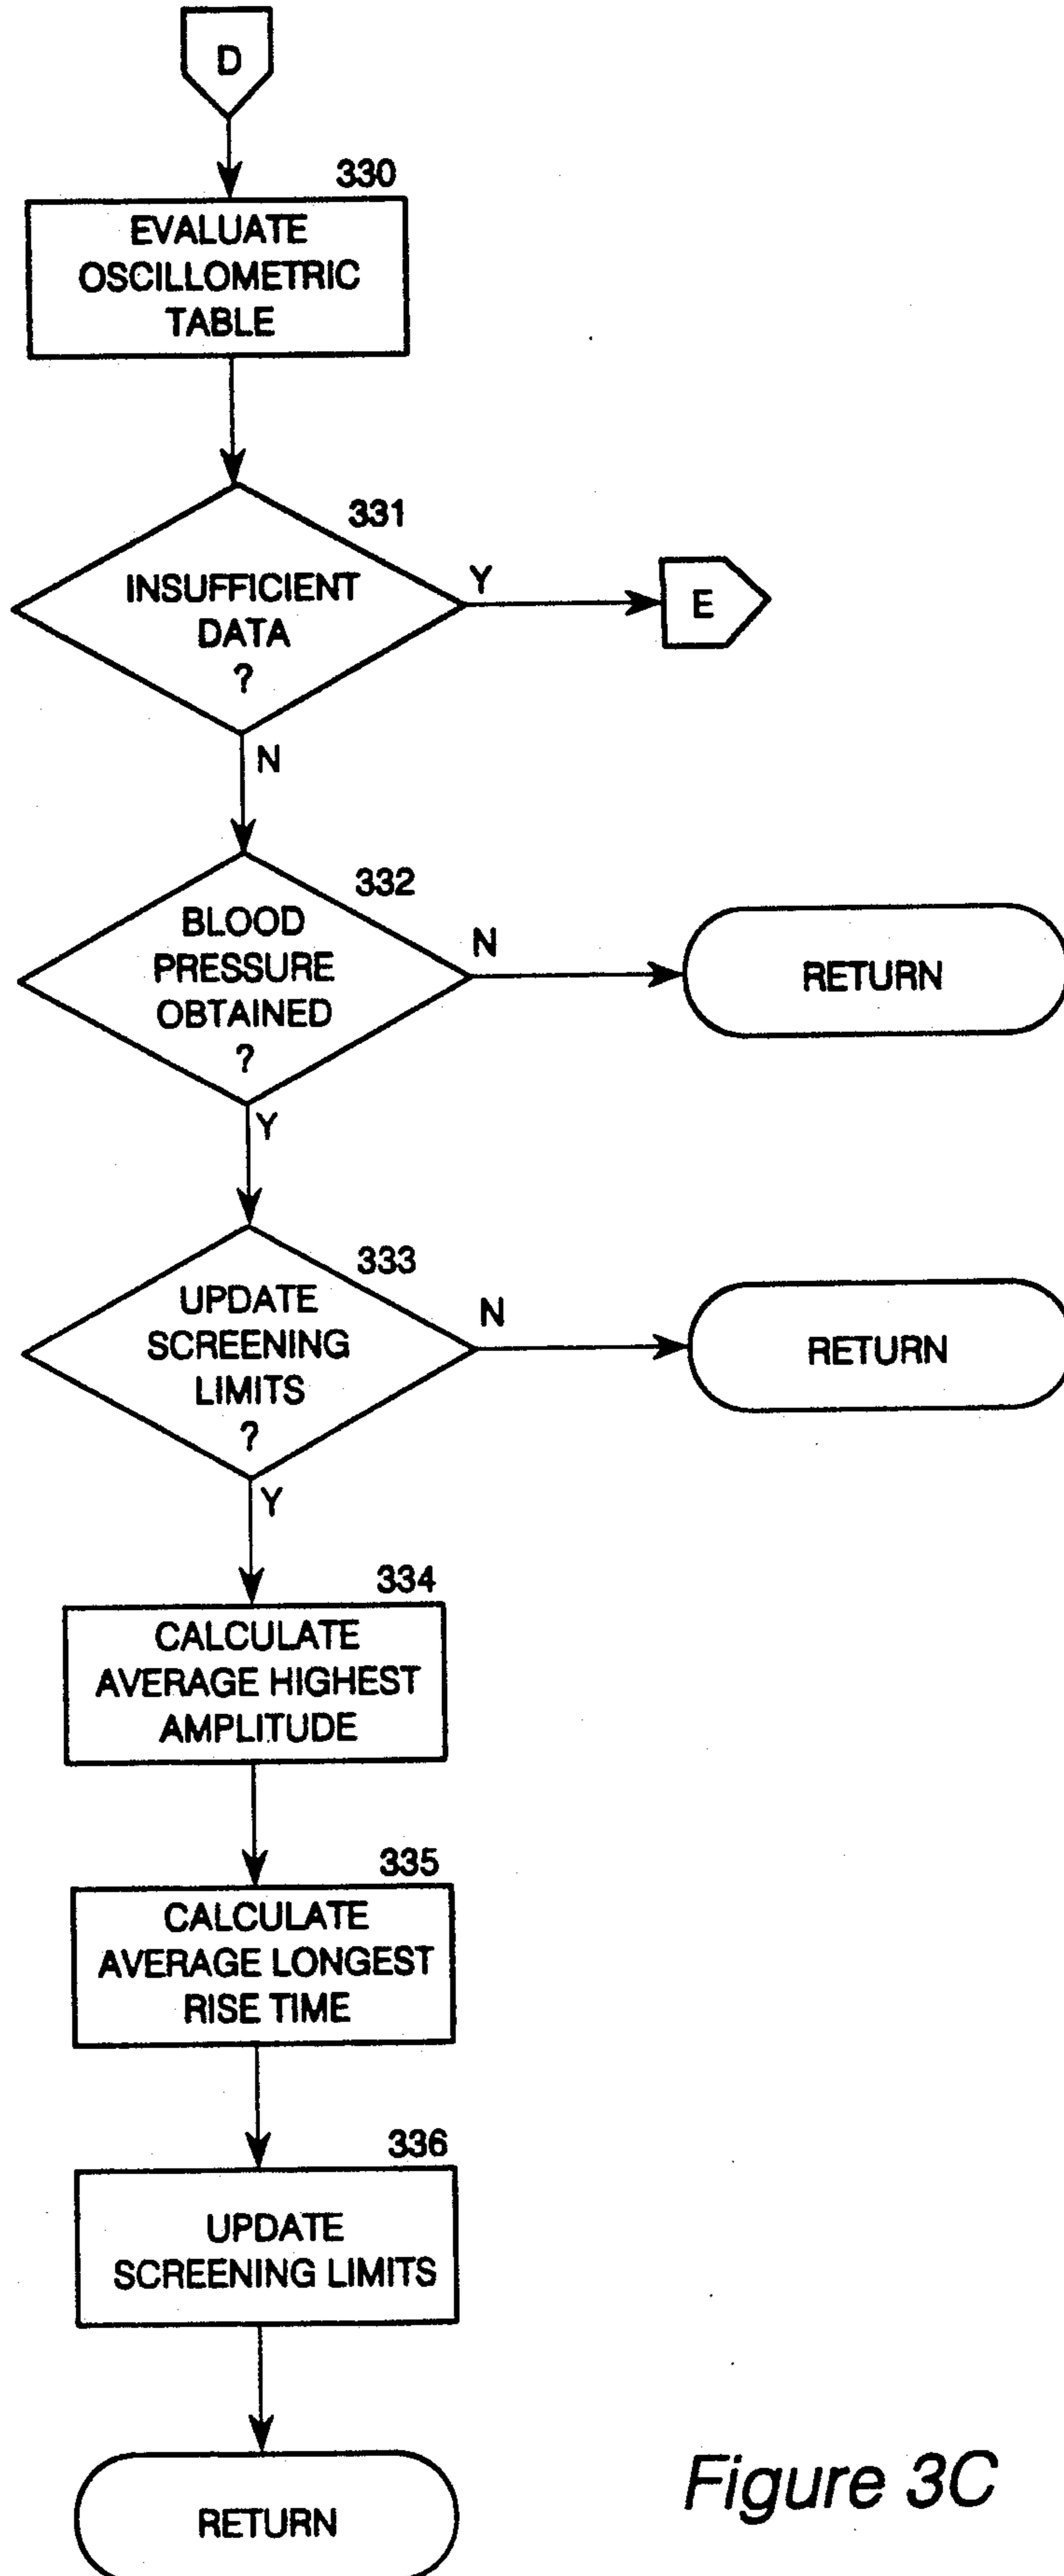 D
330
EVALUATE
OSCILLOMETRIC
TABLE
331
INSUFFICIENT
DATA
?
Y
E
N
332
BLOOD
PRESSURE
OBTAINED
?
N
RETURN
Y
333
UPDATE
SCREENING
LIMITS
?
N
RETURN
Y
334
CALCULATE
AVERAGE HIGHEST
AMPLITUDE
335
CALCULATE
AVERAGE LONGEST
RISE TIME
336
UPDATE
SCREENING LIMITS
RETURN
Figure 3C